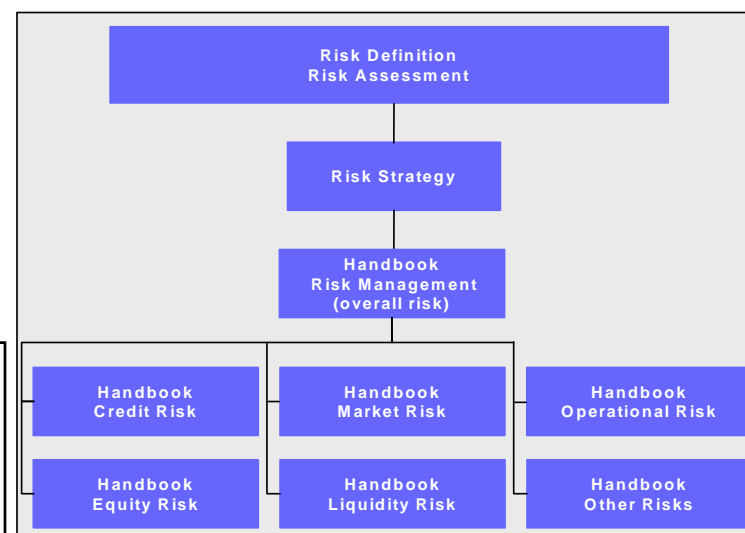 Risk Definition
Risk Assessment
Risk Strategy
Handbook
Risk Management
(overall risk)
Handbook
Credit Risk
Handbook
Market Risk
Handbook
Operational Risk
Handbook
Equity Risk
Handbook
Liquidity Risk
Handbook
Other Risks